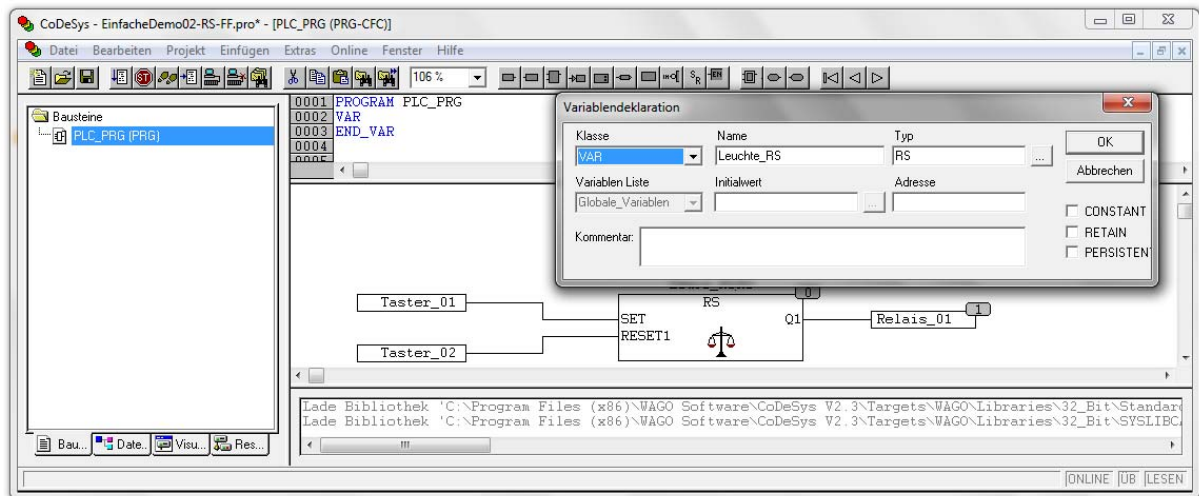 CoDeSys - EinfacheDemo02-RS-FF.pro* - [PLC_PRG (PRG-CFC)]
Datei Bearbeiten Projekt Einfügen Extras Online Fenster Hilfe
106 %
Bausteine
PLC_PRG (PRG)
0001 PROGRAM PLC_PRG
0002 VAR
0003 END_VAR
0004
0005
Variablendeklaration
Klasse Name Typ
VAR Leuchte_RS RS ...
OK
Abbrechen
Variablen Liste Initialwert Adresse
Globale_Variablen ...
CONSTANT
RETAIN
PERSISTENT
Kommentar:
0
Taster_01 RS
SET Q1 Relais_01 1
RESET1
Taster_02
Lade Bibliothek 'C:\Program Files (x86)\WAGO Software\CoDeSys V2.3\Targets\WAGO\Libraries\32_Bit\Standar
Lade Bibliothek 'C:\Program Files (x86)\WAGO Software\CoDeSys V2.3\Targets\WAGO\Libraries\32_Bit\SYSLIBC
Bau... Date... Visu... Res...
ONLINE ÜB LESEN